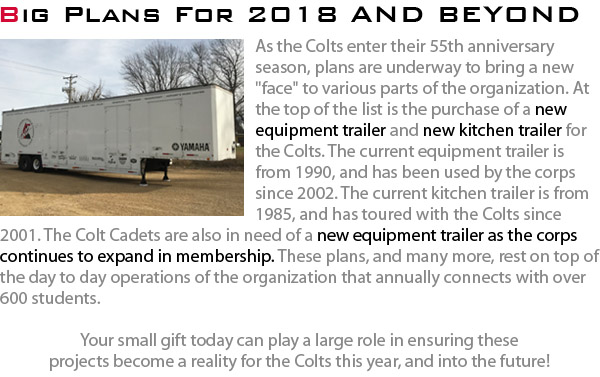 Big Plans For 2018 AND BEYOND
As the Colts enter their 55th anniversary
season, plans are underway to bring a new
"face" to various parts of the organization. At
the top of the list is the purchase of a new
equipment trailer and new kitchen trailer for
the Colts. The current equipment trailer is
from 1990, and has been used by the corps
since 2002. The current kitchen trailer is from
1985, and has toured with the Colts since
2001. The Colt Cadets are also in need of a new equipment trailer as the corps
continues to expand in membership. These plans, and many more, rest on top of
the day to day operations of the organization that annually connects with over
600 students.
YAMAHA
Your small gift today can play a large role in ensuring these
projects become a reality for the Colts this year, and into the future!